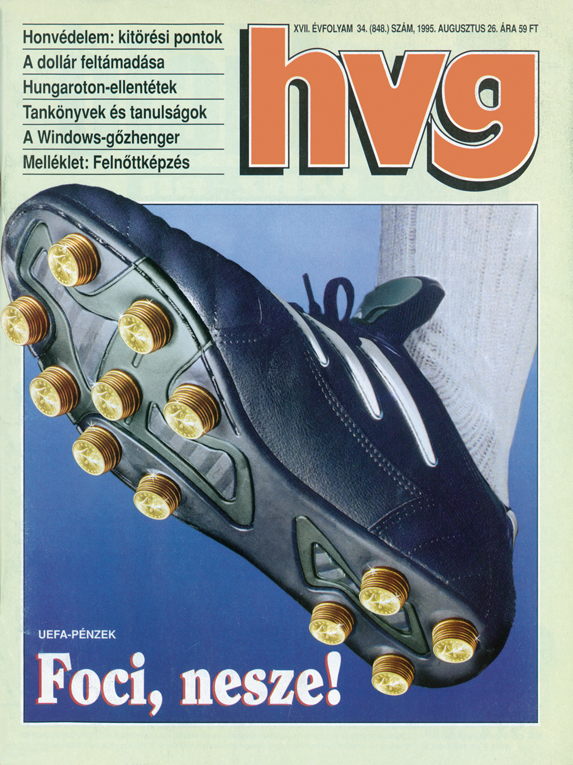 XVII. ÉVFOLYAM 34. (848.) SZÁM, 1995. AUGUSZTUS 26. ÁRA 59 FT
hvg
Honvédelem: kitörési pontok
A dollár feltámadása
Hungaroton-ellentétek
Tankönyvek és tanulságok
A Windows-gőzhenger
Melléklet: Felnőttképzés
UEFA-PÉNZEK
Foci, nesze!